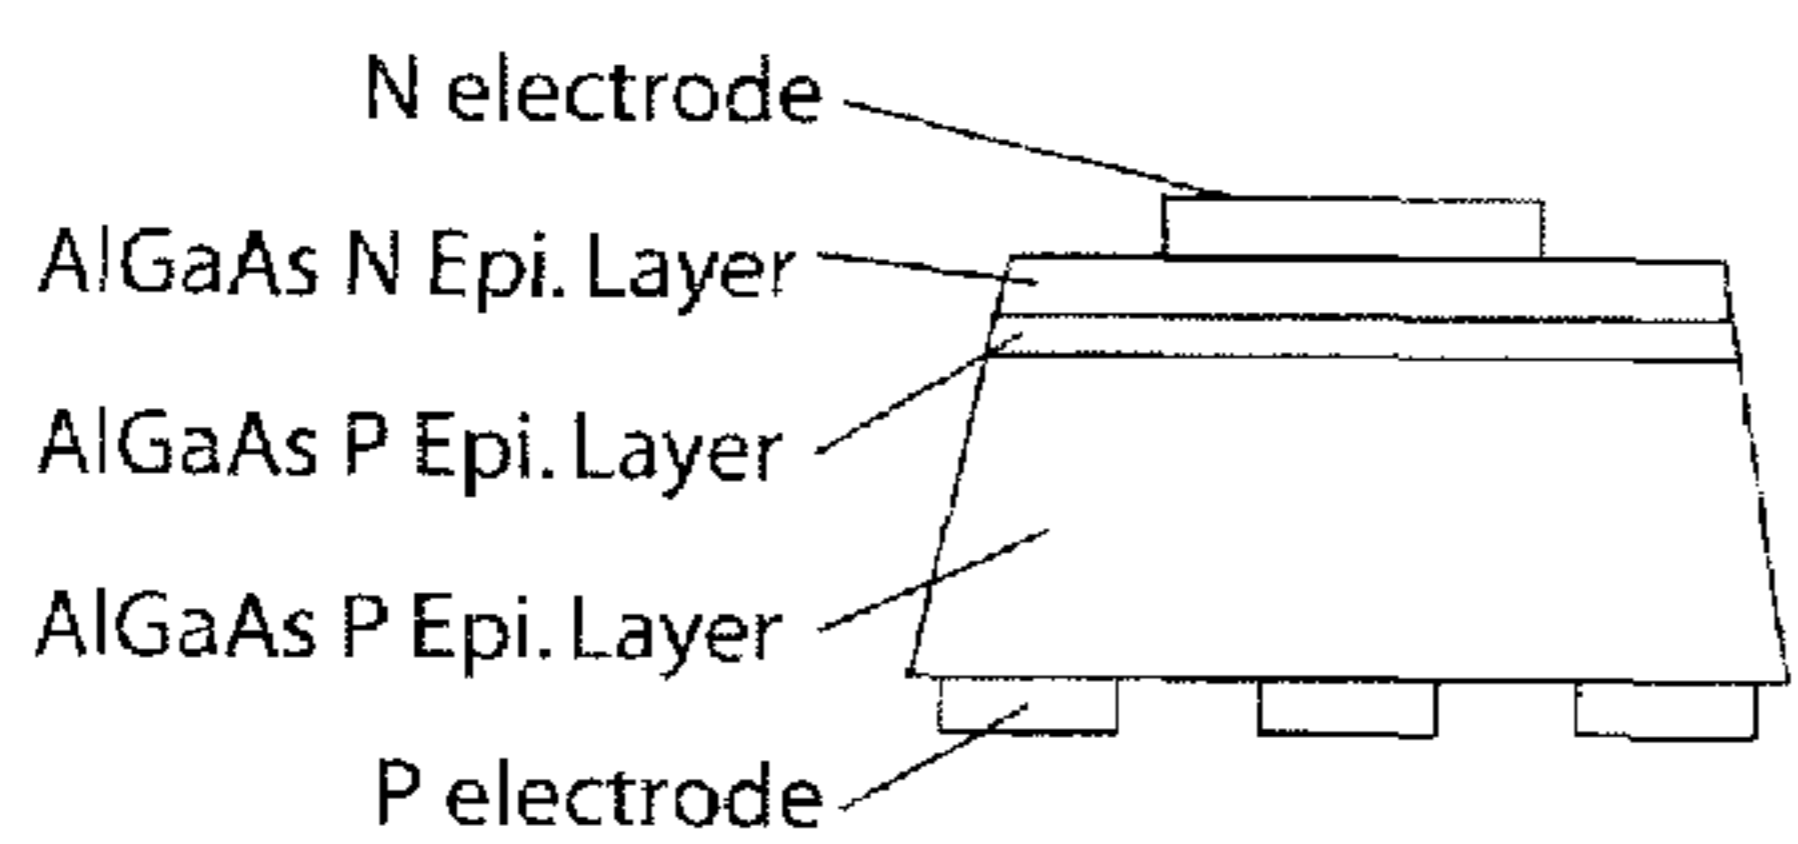 N electrode
AlGaAs N Epi. Layer
AlGaAs P Epi. Layer
AlGaAs P Epi. Layer
P electrode